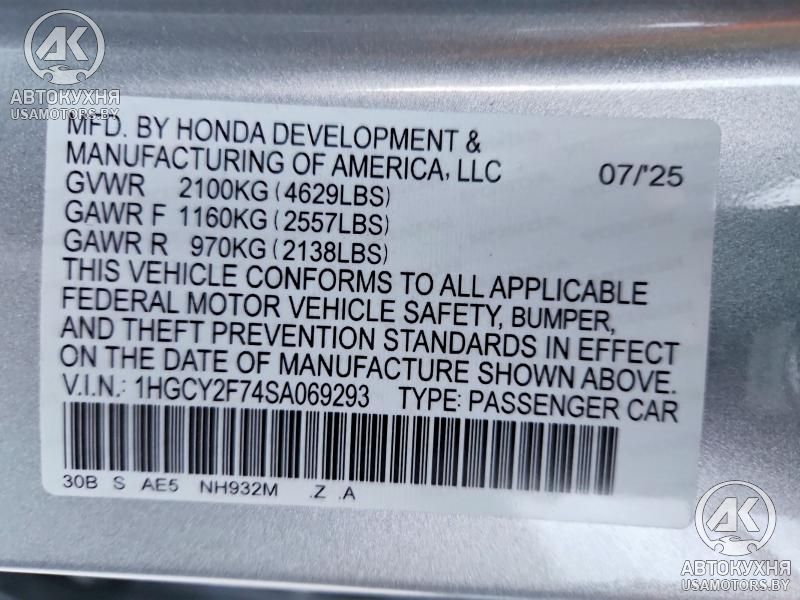 AK
АВТОКУХНЯ
USAMOTORS.BY
MFD. BY HONDA DEVELOPMENT &
MANUFACTURING OF AMERICA, LLC 07/'25
GVWR 2100KG (4629LBS)
GAWR F 1160KG (2557LBS)
GAWR R 970KG (2138LBS)
THIS VEHICLE CONFORMS TO ALL APPLICABLE
FEDERAL MOTOR VEHICLE SAFETY, BUMPER,
AND THEFT PREVENTION STANDARDS IN EFFECT
ON THE DATE OF MANUFACTURE SHOWN ABOVE.
V.I.N.: 1HGCY2F74SA069293 TYPE: PASSENGER CAR
30B S AE5 NH932M .Z .A
AK
АВТОКУХНЯ
USAMOTORS.BY